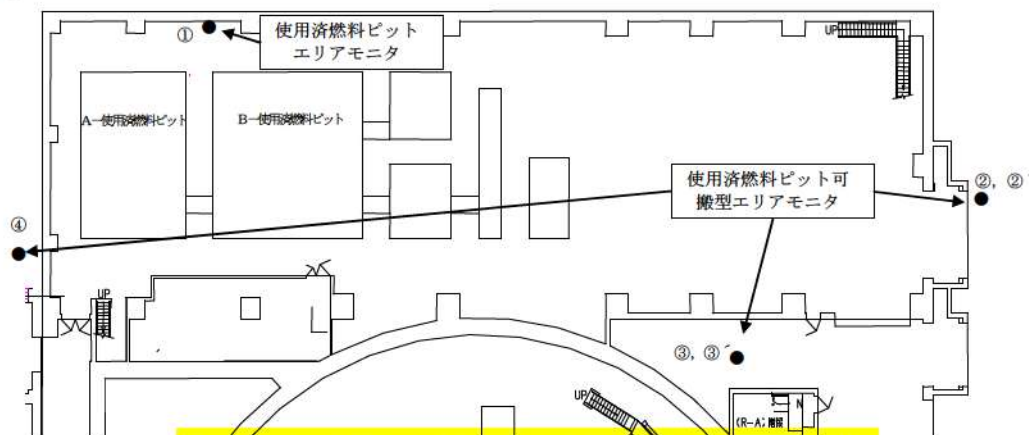 ①
使用済燃料ピット
エリアモニタ
UP
A－使用済燃料ピット
B－使用済燃料ピット
使用済燃料ピット可
搬型エリアモニタ
②, ②´
④
UP
③, ③´
UP
N
(R-A)階段